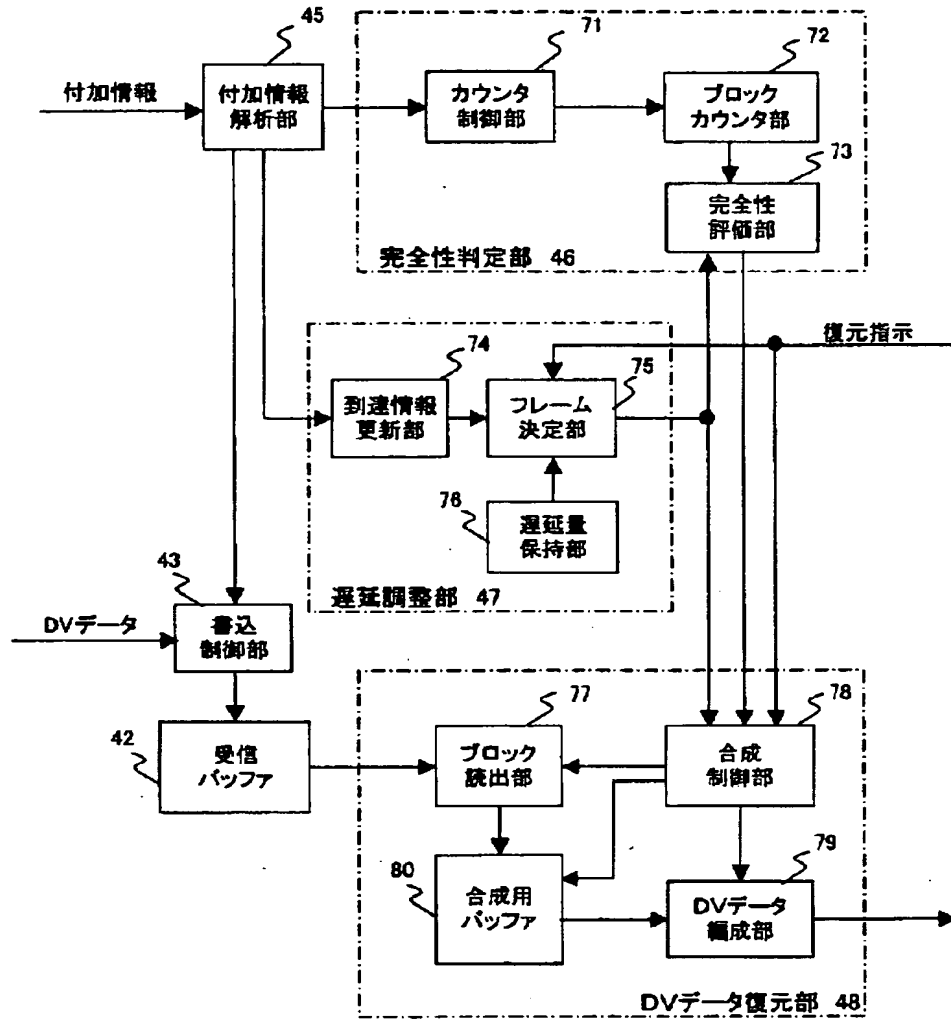 45
71
72
付加情報
付加情報
解析部
カウンタ
制御部
ブロック
カウンタ部
73
完全性
評価部
完全性判定部 46
復元指示
74
75
到達情報
更新部
フレーム
決定部
76
遅延量
保持部
遅延調整部 47
43
DVデータ
書込
制御部
77
78
42
受信
バッファ
ブロック
読出部
合成
制御部
79
80
合成用
バッファ
DVデータ
編成部
DVデータ復元部 48